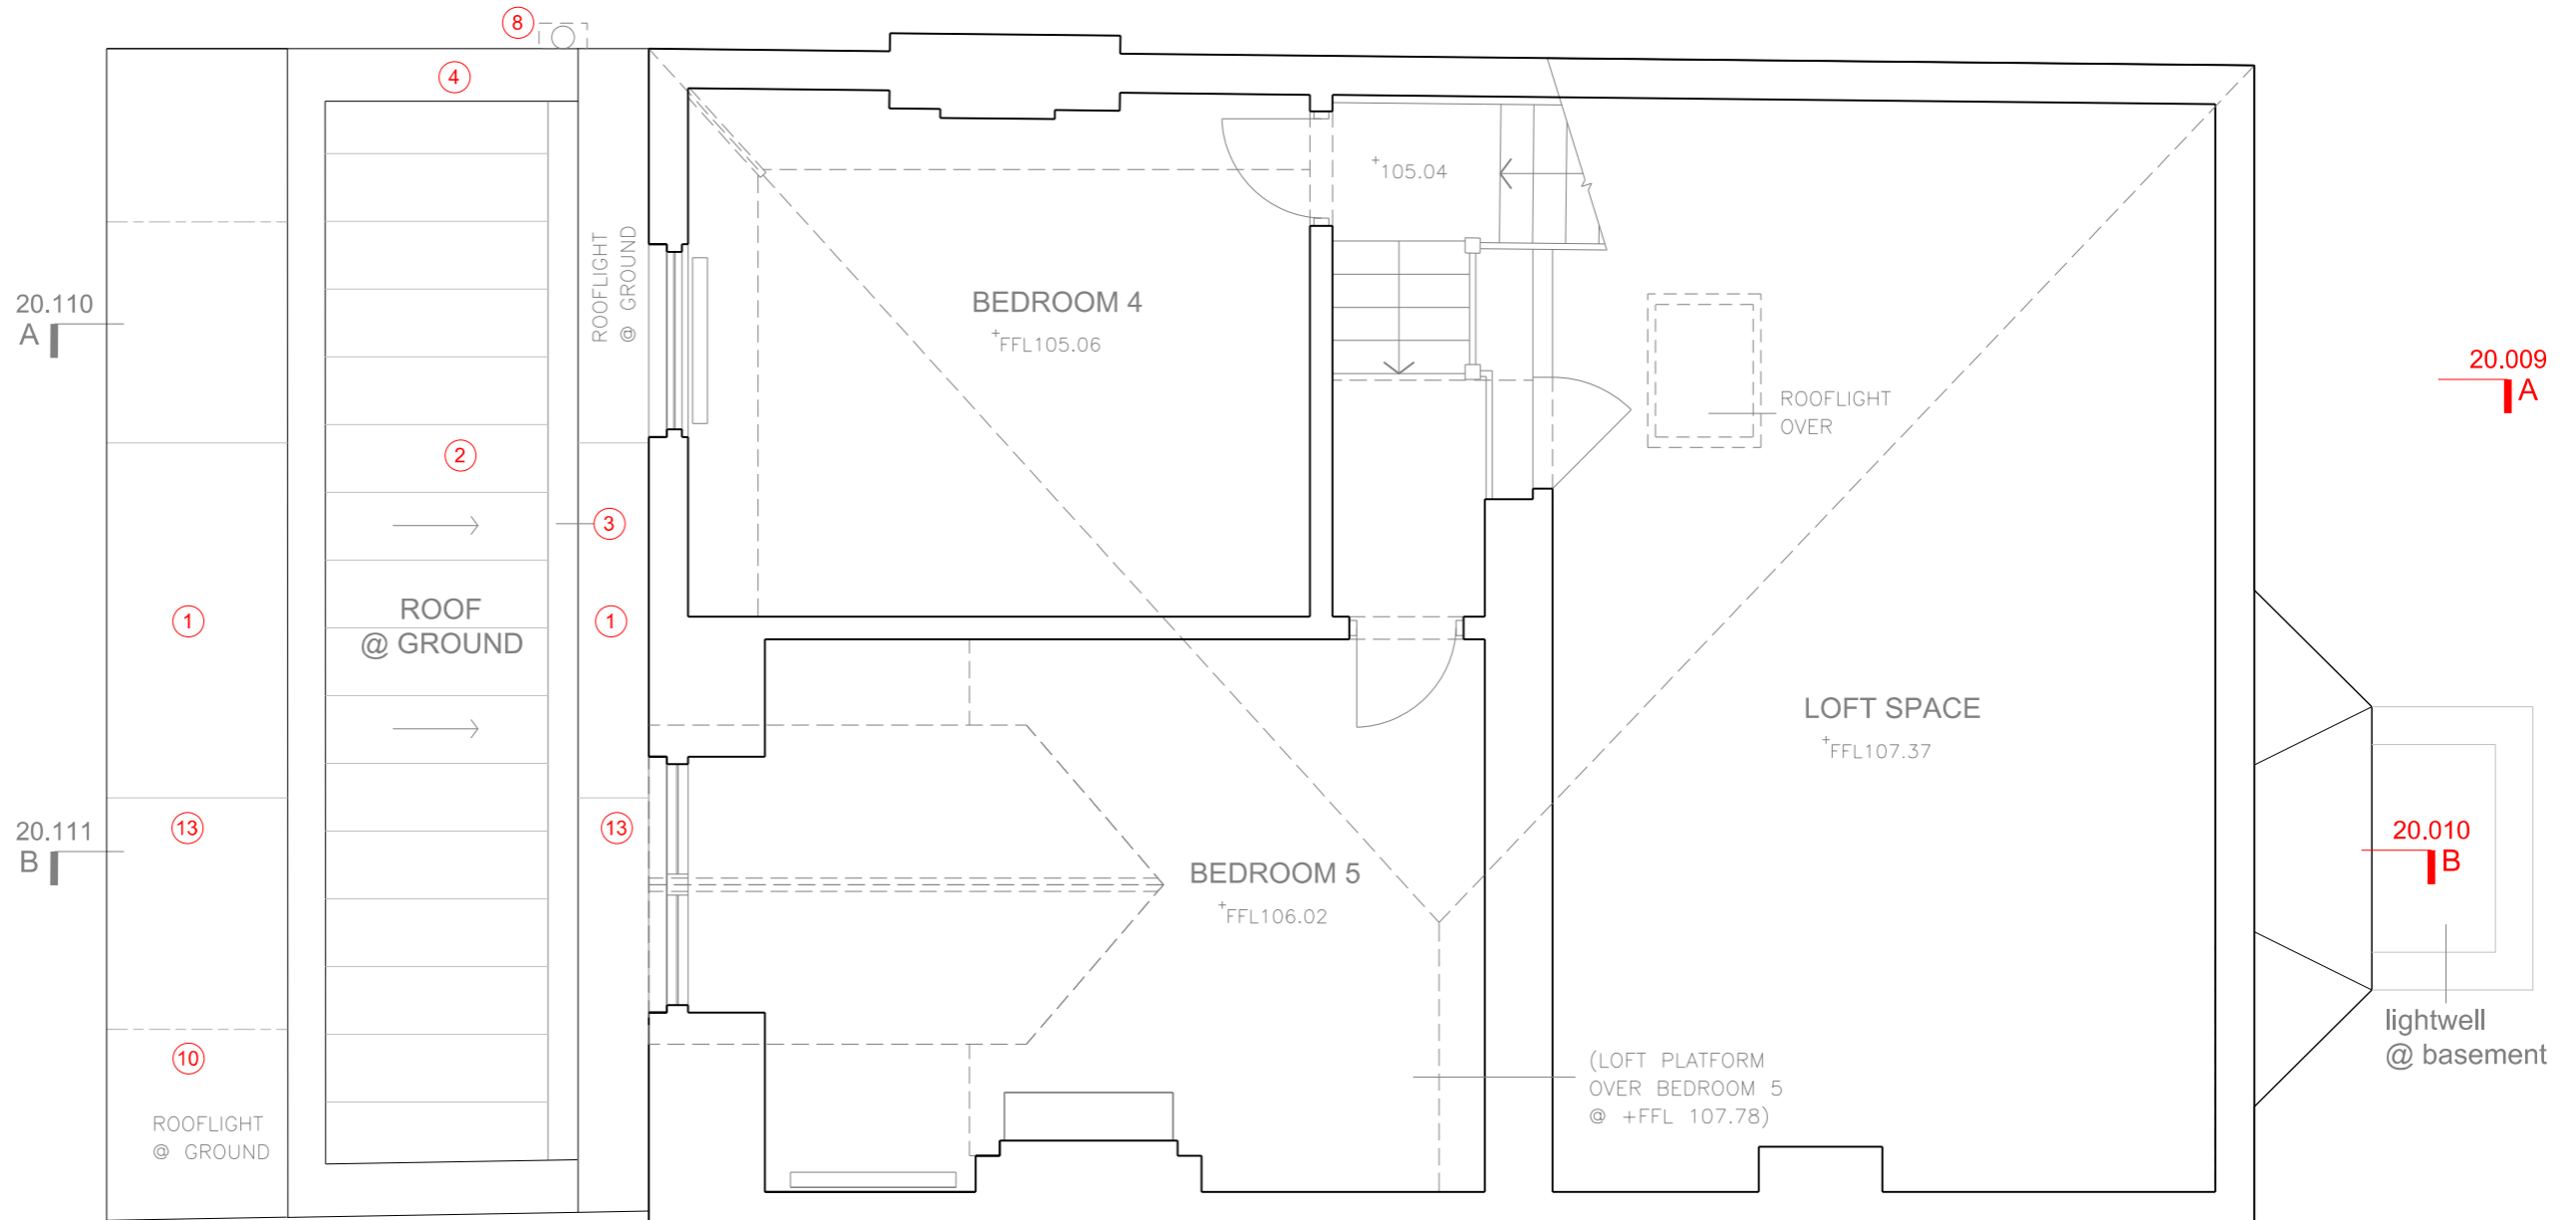 8
4
20.110
A
ROOFLIGHT
@ GROUND
+105.04
BEDROOM 4
+FFL105.06
ROOFLIGHT
OVER
20.009
A
2
3
1
ROOF
@ GROUND
1
LOFT SPACE
+FFL107.37
20.111
B
13
13
BEDROOM 5
+FFL106.02
20.010
B
lightwell
@ basement
10
(LOFT PLATFORM
OVER BEDROOM 5
@ +FFL 107.78)
ROOFLIGHT
@ GROUND